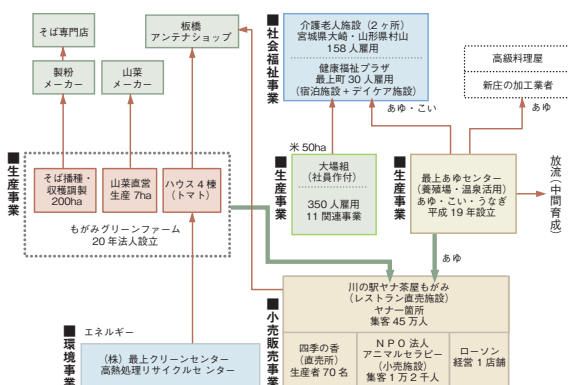 そば専門店
板橋
アンテナショップ
製粉
メーカー
山菜
メーカー
■社会福祉事業
介護老人施設（2ヶ所）
宮城県大崎・山形県村山
158人雇用
健康福祉プラザ
最上町30人雇用
（宿泊施設＋デイケア施設）
高級料理屋
新庄の加工業者
あゆ・こい
あゆ
■生産事業
そば播種・
収穫調製
200ha
山菜直営
生産7ha
ハウス4棟
（トマト）
もがみグリーンファーム
20年法人設立
米50ha
■生産事業
大場組
（社員作付）
350人雇用
11関連事業
■生産事業
最上あゆセンター
（養殖場・温泉活用）
あゆ・こい・うなぎ
平成19年設立
放流（中間育成）
あゆ
■小売販売事業
川の駅ヤナ茶屋もがみ
（レストラン直売施設）
ヤナ一箇所
集客45万人
四季の香
（直売所）
生産者70名
NPO法人
アニマルセラピー
（小売施設）
集客1万2千人
ローソン
経営1店舗
■環境事業
エネルギー
（株）最上クリーンセンター
高熱処理リサイクルセンター